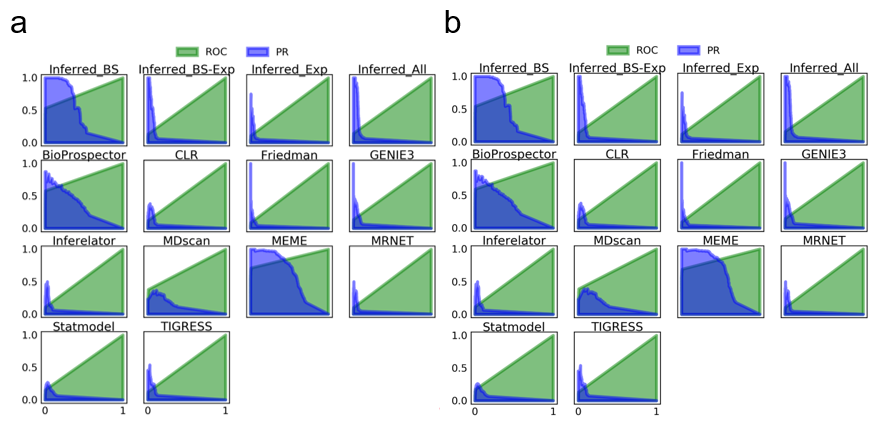 a b
ROC PR ROC PR
Inferred_BS Inferred_BS-Exp Inferred_Exp Inferred_All Inferred_BS Inferred_BS-Exp Inferred_Exp Inferred_All
1.0 1.0
0.5 0.5
0.0 0.0
BioProspector CLR Friedman GENIE3 BioProspector CLR Friedman GENIE3
1.0 1.0
0.5 0.5
0.0 0.0
Inferelator MDscan MEME MRNET Inferelator MDscan MEME MRNET
1.0 1.0
0.5 0.5
0.0 0.0
Statmodel TIGRESS Statmodel TIGRESS
1.0 1.0
0.5 0.5
0.0 0.0
0 1 0 1 0 1 0 1